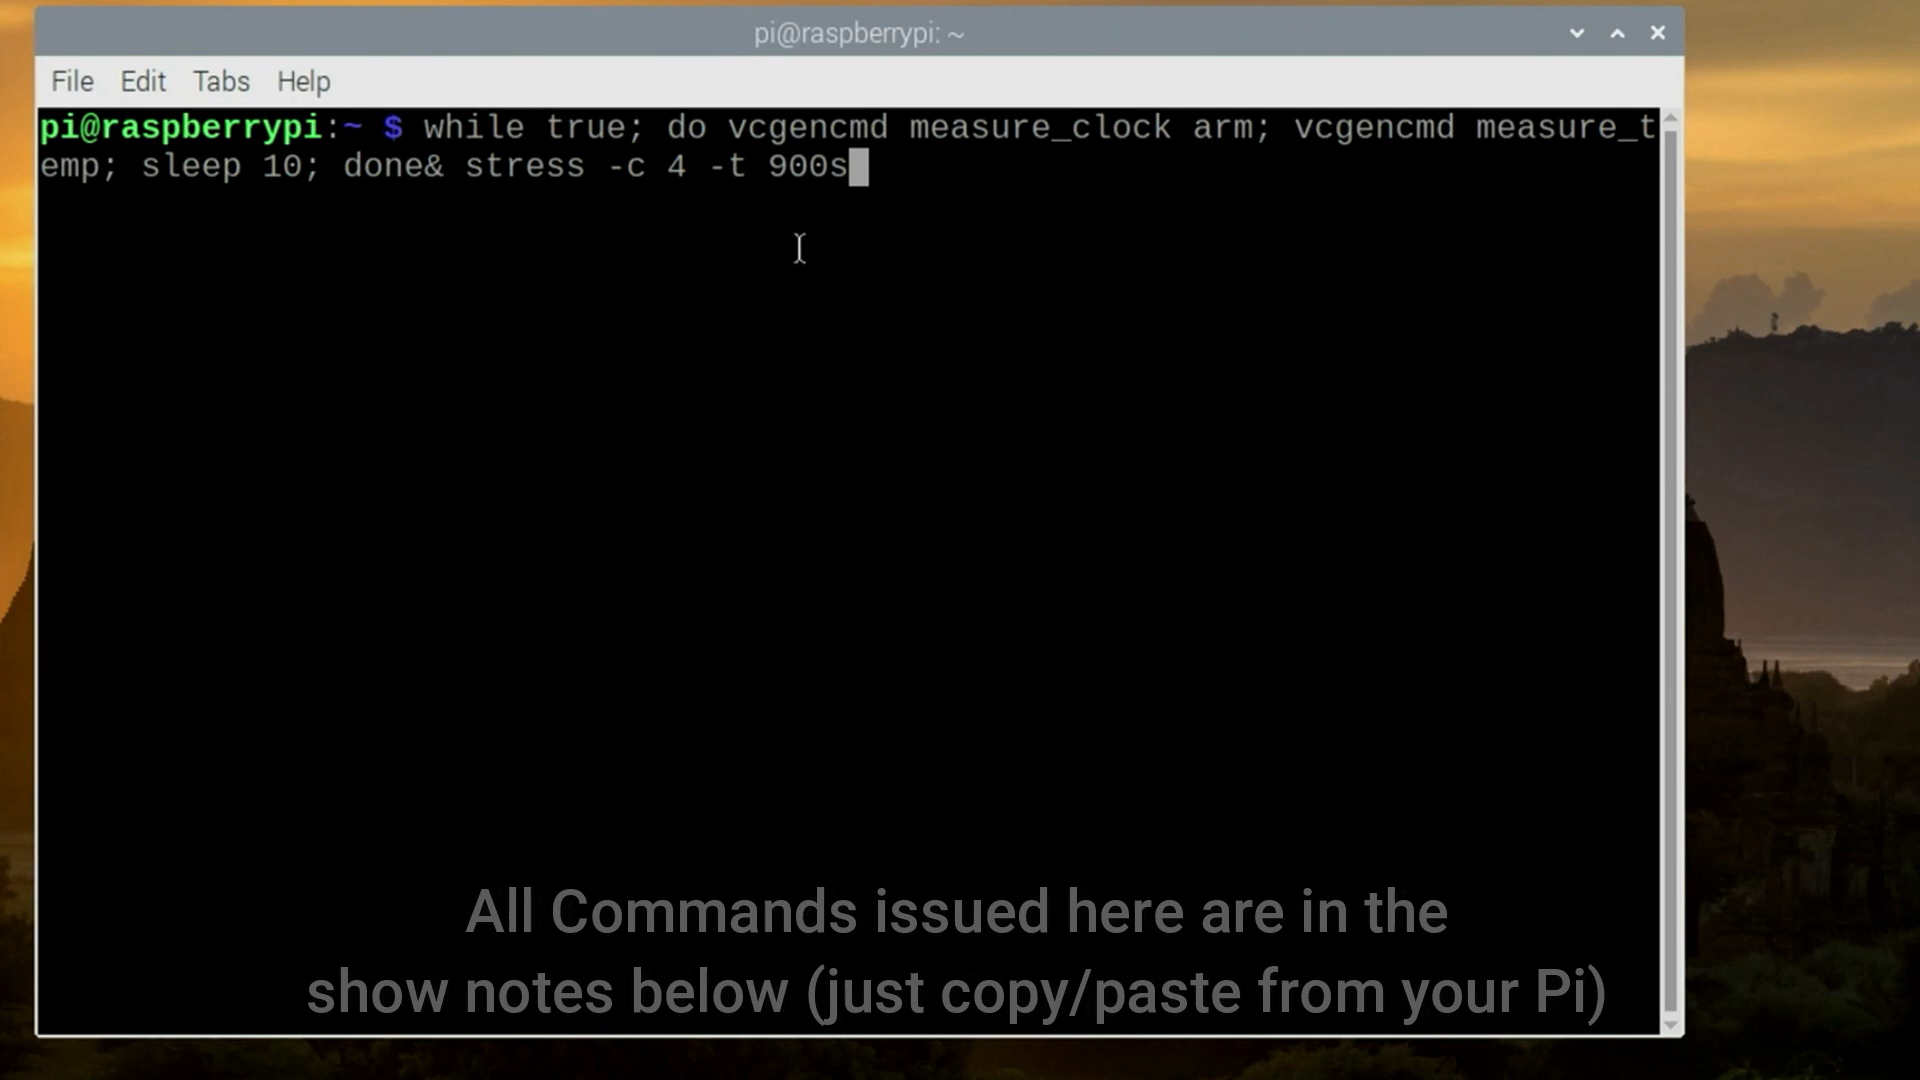 pi@raspberrypi: ~
File Edit Tabs Help
pi@raspberrypi:~ $ while true; do vcgencmd measure_clock arm; vcgencmd measure_t
emp; sleep 10; done& stress -c 4 -t 900s
All Commands issued here are in the
show notes below (just copy/paste from your Pi)